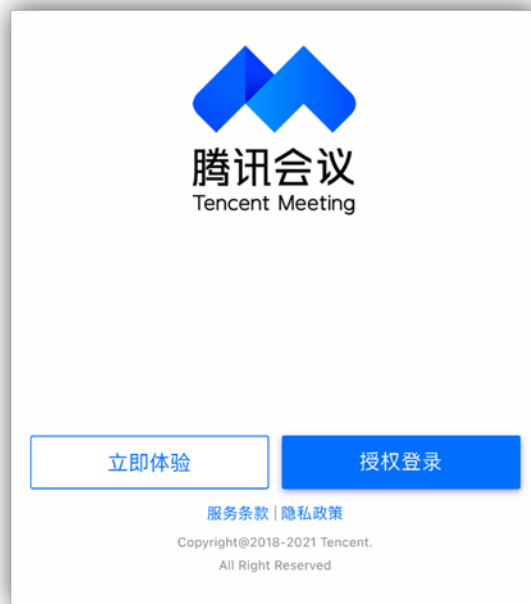 腾讯会议
Tencent Meeting
立即体验 授权登录
服务条款 | 隐私政策
Copyright@2018-2021 Tencent.
All Right Reserved